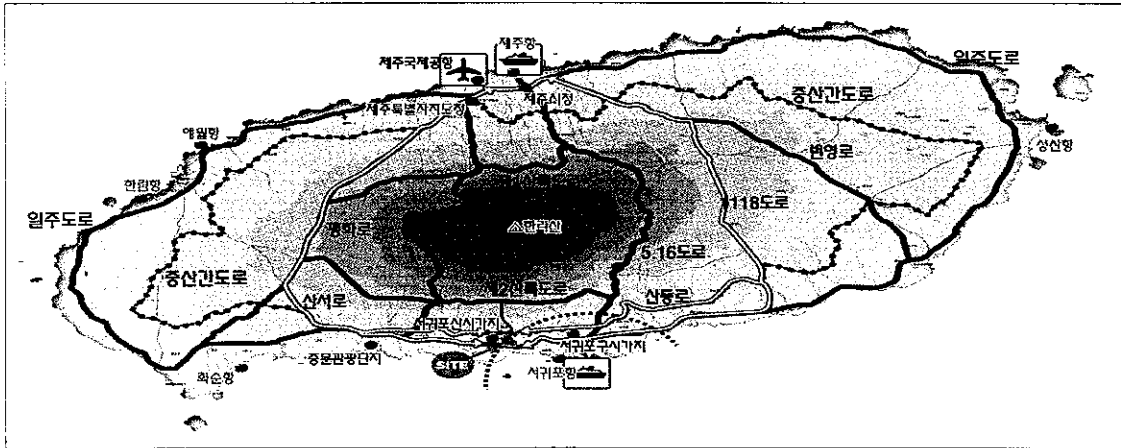 제주항
제주국제공항
일주도로
제주시청
제주특별자치도청
중산간도로
애월항
성산항
번영로
한림항
1118도로
일주도로
한라산
평화로
5.16도로
중산간도로
산서로
산동로
서귀포신시가지
서귀포구시가지
중문관광단지
SITE
서귀포항
화순항